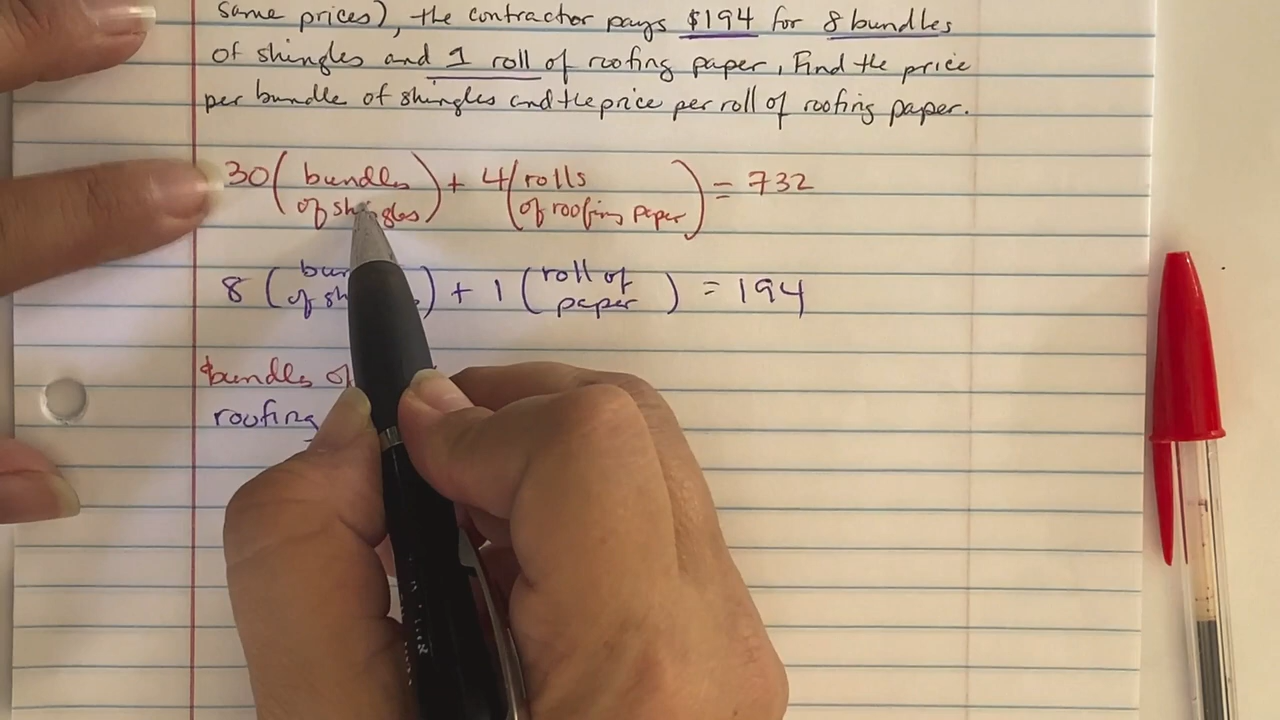 same prices), the contractor pays $194 for 8 bundles
of shingles and 1 roll of roofing paper, Find the price
per bundle of shingles and the price per roll of roofing paper.
30 ( bundles of shingles ) + 4 ( rolls of roofing paper ) = 732
8 ( ) + 1 ( roll of paper ) = 194
bundles
roofing